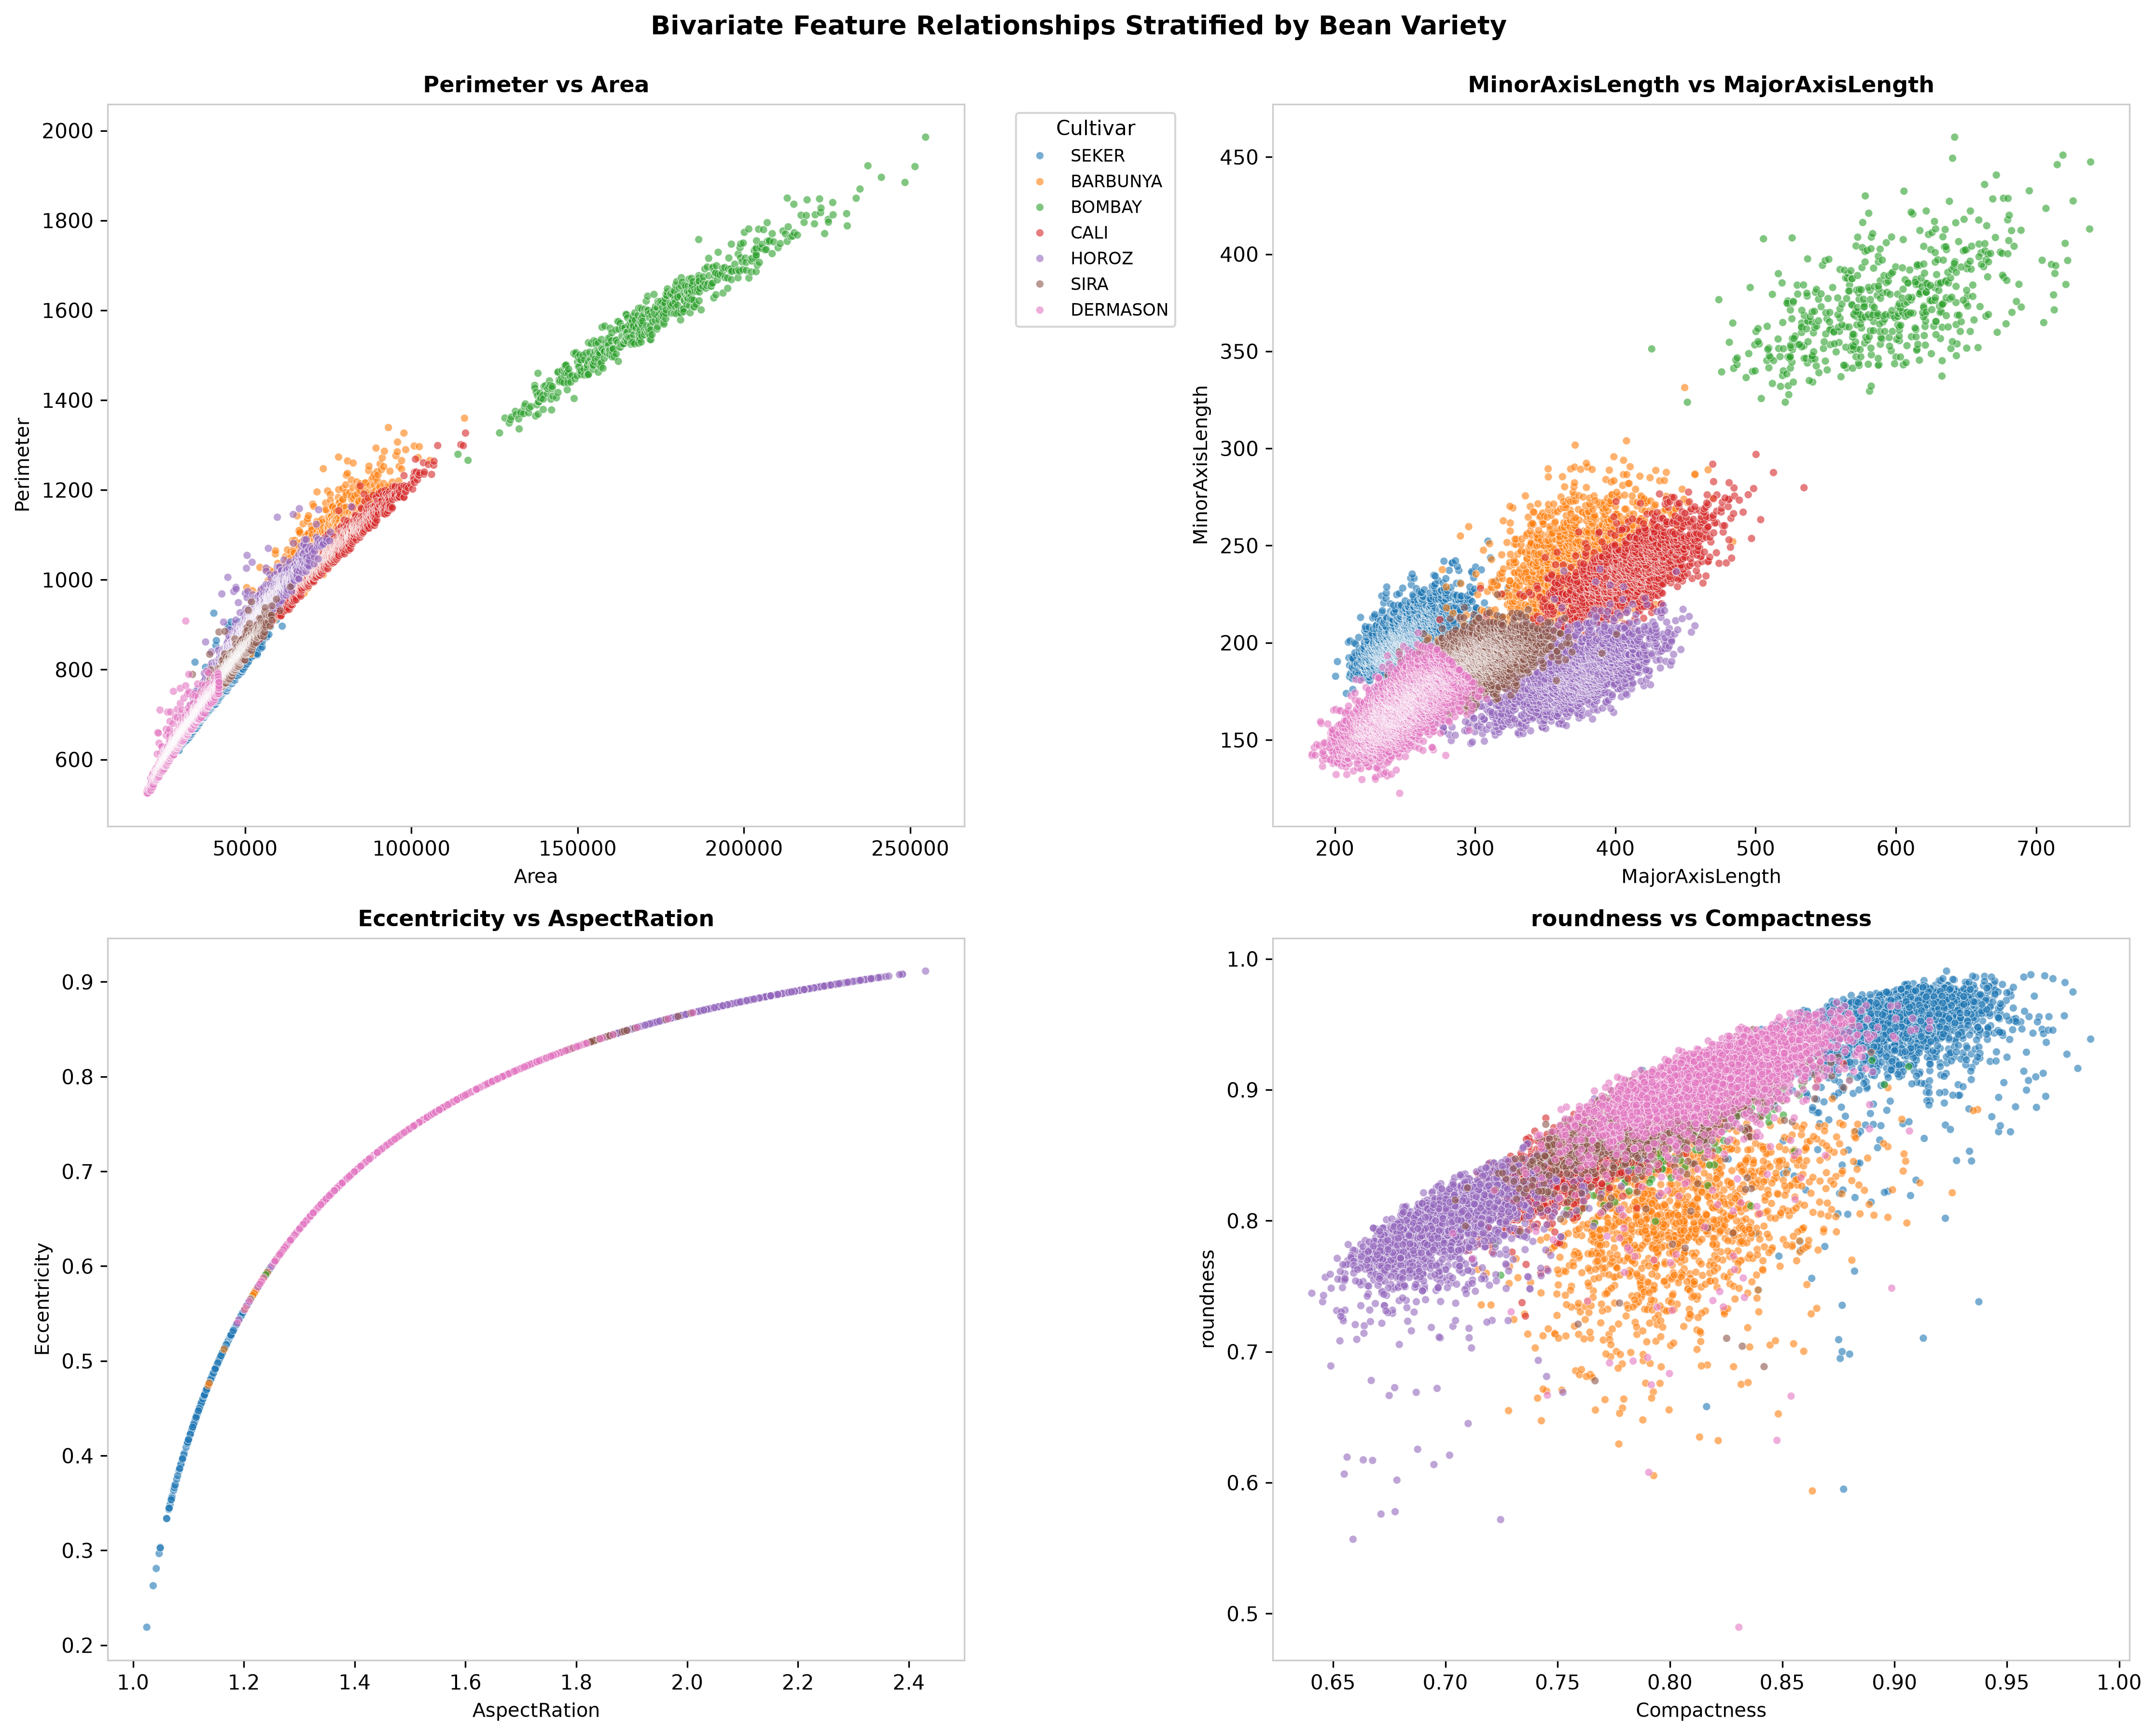 Bivariate Feature Relationships Stratified by Bean Variety
Perimeter vs Area
2000
1800
1600
1400
1200
1000
800
600
Perimeter
50000 100000 150000 200000 250000
Area
Cultivar
SEKER
BARBUNYA
BOMBAY
CALI
HOROZ
SIRA
DERMASON
MinorAxisLength vs MajorAxisLength
450
400
350
300
250
200
150
MinorAxisLength
200 300 400 500 600 700
MajorAxisLength
Eccentricity vs AspectRation
0.9
0.8
0.7
0.6
0.5
0.4
0.3
0.2
Eccentricity
1.0 1.2 1.4 1.6 1.8 2.0 2.2 2.4
AspectRation
roundness vs Compactness
1.0
0.9
0.8
0.7
0.6
0.5
roundness
0.65 0.70 0.75 0.80 0.85 0.90 0.95 1.00
Compactness